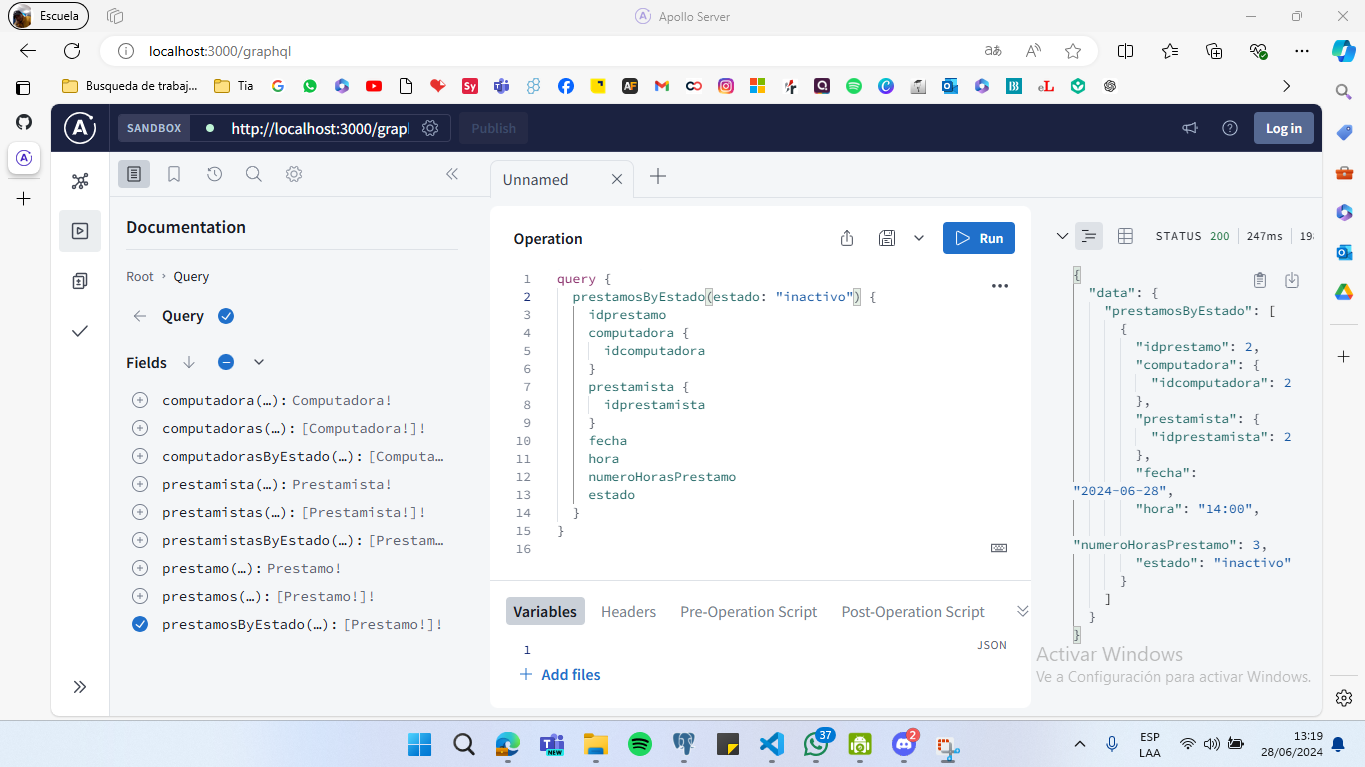 Escuela
Apollo Server
localhost:3000/graphql
Busqueda de trabaj...
Tia
SANDBOX
http://localhost:3000/grap
Publish
Log in
Unnamed
Documentation
Root › Query
Query
Fields
computadora(…): Computadora!
computadoras(…): [Computadora!]!
computadorasByEstado(…): [Computa…
prestamista(…): Prestamista!
prestamistas(…): [Prestamista!]!
prestamistasByEstado(…): [Prestam…
prestamo(…): Prestamo!
prestamos(…): [Prestamo!]!
prestamosByEstado(…): [Prestamo!]!
Operation
Run
1 query {
2 prestamosByEstado(estado: "inactivo") {
3 idprestamo
4 computadora {
5 idcomputadora
6 }
7 prestamista {
8 idprestamista
9 }
10 fecha
11 hora
12 numeroHorasPrestamo
13 estado
14 }
15 }
16
Variables Headers Pre-Operation Script Post-Operation Script
1
JSON
Add files
STATUS 200 247ms 19
{
"data": {
"prestamosByEstado": [
{
"idprestamo": 2,
"computadora": {
"idcomputadora": 2
},
"prestamista": {
"idprestamista": 2
},
"fecha":
"2024-06-28",
"hora": "14:00",
"numeroHorasPrestamo": 3,
"estado": "inactivo"
}
]
}
}
Activar Windows
Ve a Configuración para activar Windows.
NEW
37
2
ESP
LAA
13:19
28/06/2024